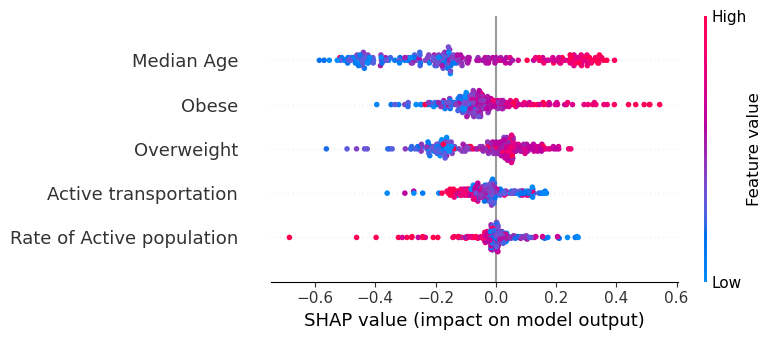 High
Median Age
Obese
Overweight
Active transportation
Rate of Active population
Feature value
Low
−0.6 −0.4 −0.2 0.0 0.2 0.4 0.6
SHAP value (impact on model output)